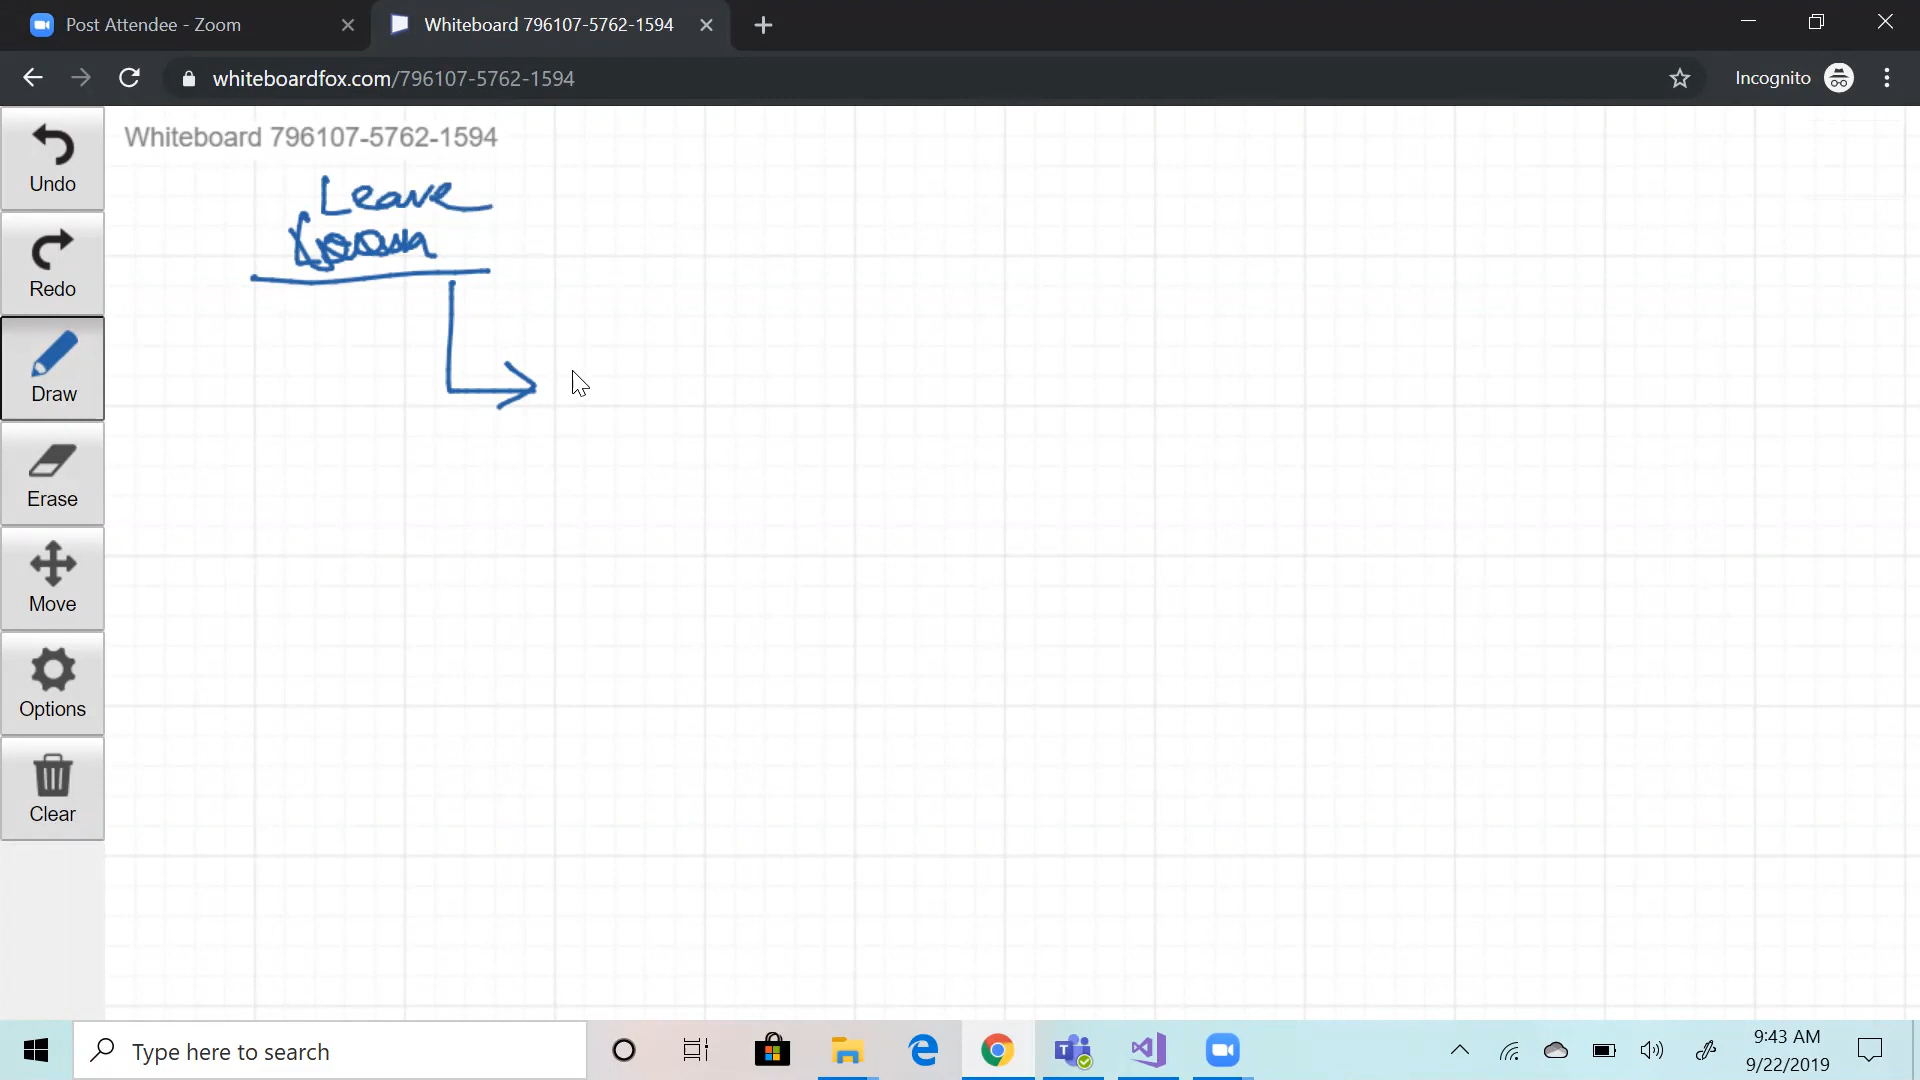 Post Attendee - Zoom
Whiteboard 796107-5762-1594
whiteboardfox.com/796107-5762-1594
Incognito
Undo
Redo
Draw
Erase
Move
Options
Clear
Whiteboard 796107-5762-1594
Leave
Type here to search
9:43 AM
9/22/2019